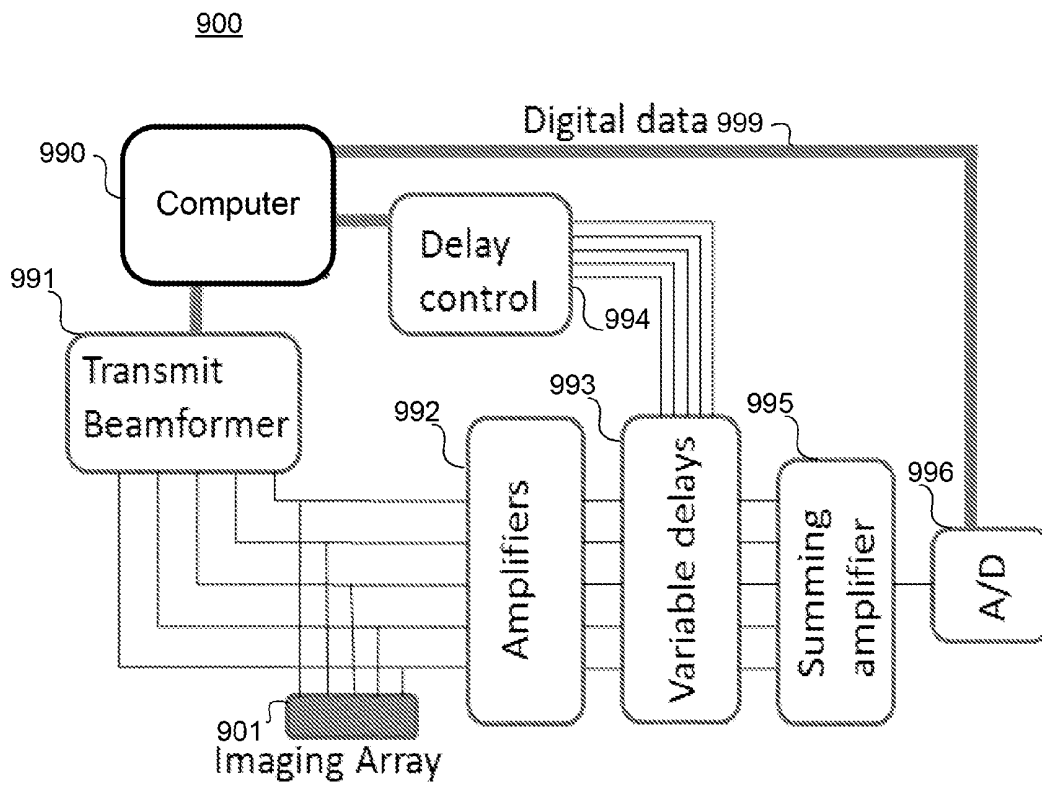 900
Digital data 999
990
Computer
Delay
control
994
991
Transmit
Beamformer
992
Amplifiers
993
Variable delays
995
Summing
amplifier
996
A/D
901
Imaging Array